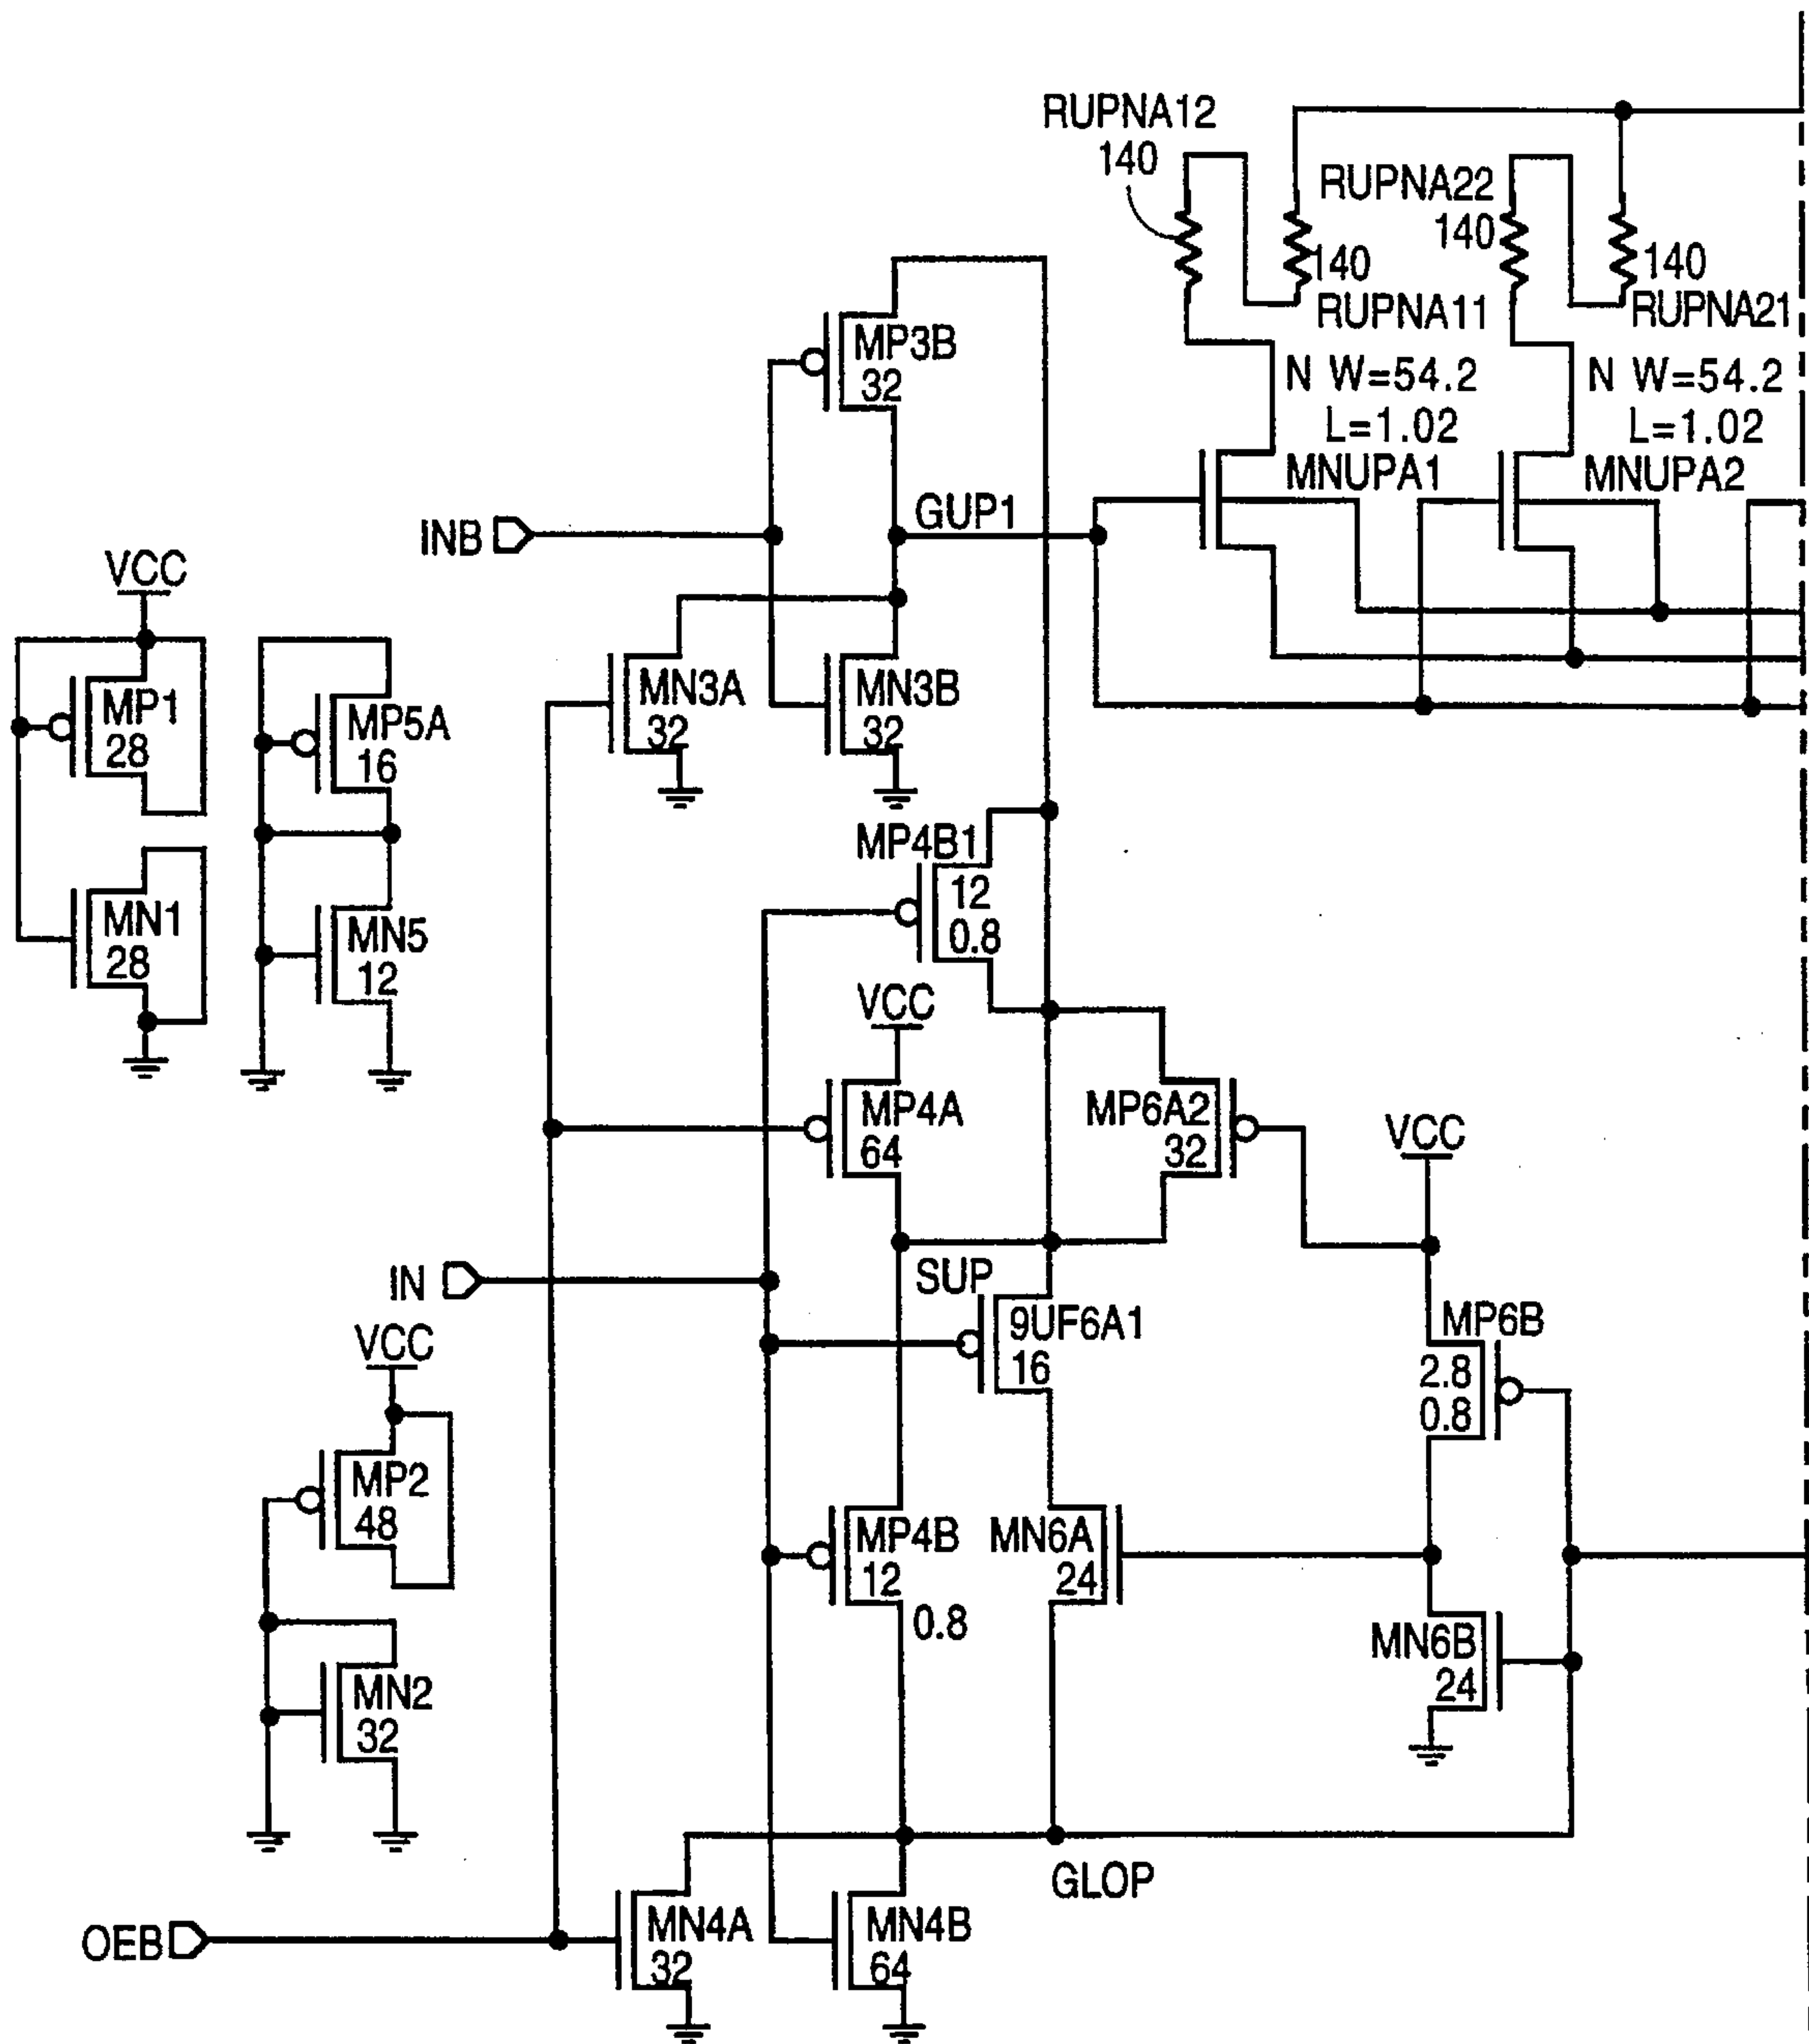 RUPNA12
140
RUPNA22
140
140
RUPNA11
140
RUPNA21
MP3B
32
N W=54.2
L=1.02
MNUPA1
N W=54.2
L=1.02
MNUPA2
GUP1
INB
VCC
MP1
28
MP5A
16
MN3A
32
MN3B
32
MP4B1
12
0.8
MN1
28
MN5
12
VCC
MP4A
64
MP6A2
32
VCC
IN
SUP
9UF6A1
16
MP6B
2.8
0.8
VCC
MP2
48
MP4B
12
0.8
MN6A
24
MN6B
24
MN2
32
GLOP
OEB
MN4A
32
MN4B
64